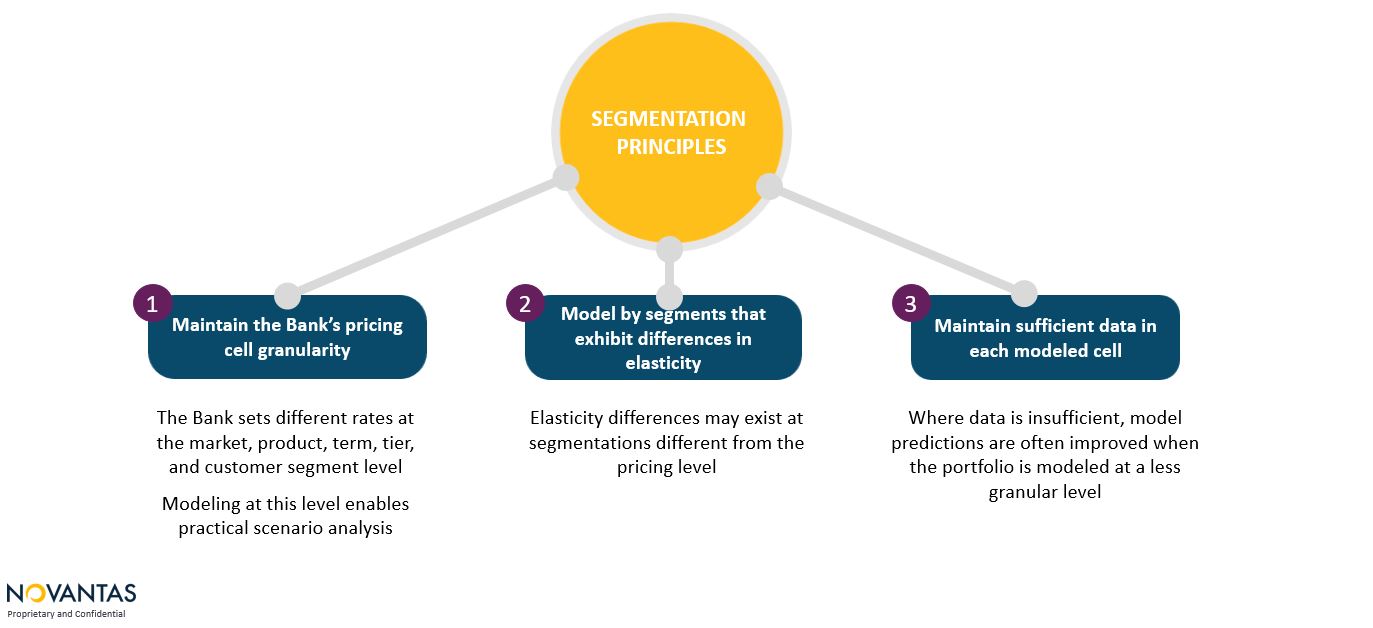 SEGMENTATION
PRINCIPLES
1
Maintain the Bank’s pricing
cell granularity
The Bank sets different rates at
the market, product, term, tier,
and customer segment level
Modeling at this level enables
practical scenario analysis
2
Model by segments that
exhibit differences in
elasticity
Elasticity differences may exist at
segmentations different from the
pricing level
3
Maintain sufficient data in
each modeled cell
Where data is insufficient, model
predictions are often improved when
the portfolio is modeled at a less
granular level
NOVANTAS
Proprietary and Confidential